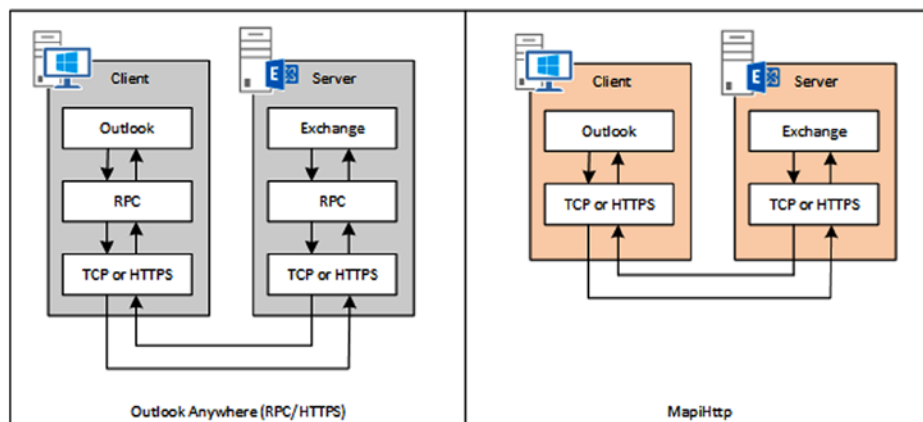 Client
Server
Outlook
Exchange
RPC
RPC
TCP or HTTPS
TCP or HTTPS
Outlook Anywhere (RPC/HTTPS)
Client
Server
Outlook
Exchange
TCP or HTTPS
TCP or HTTPS
MapiHttp